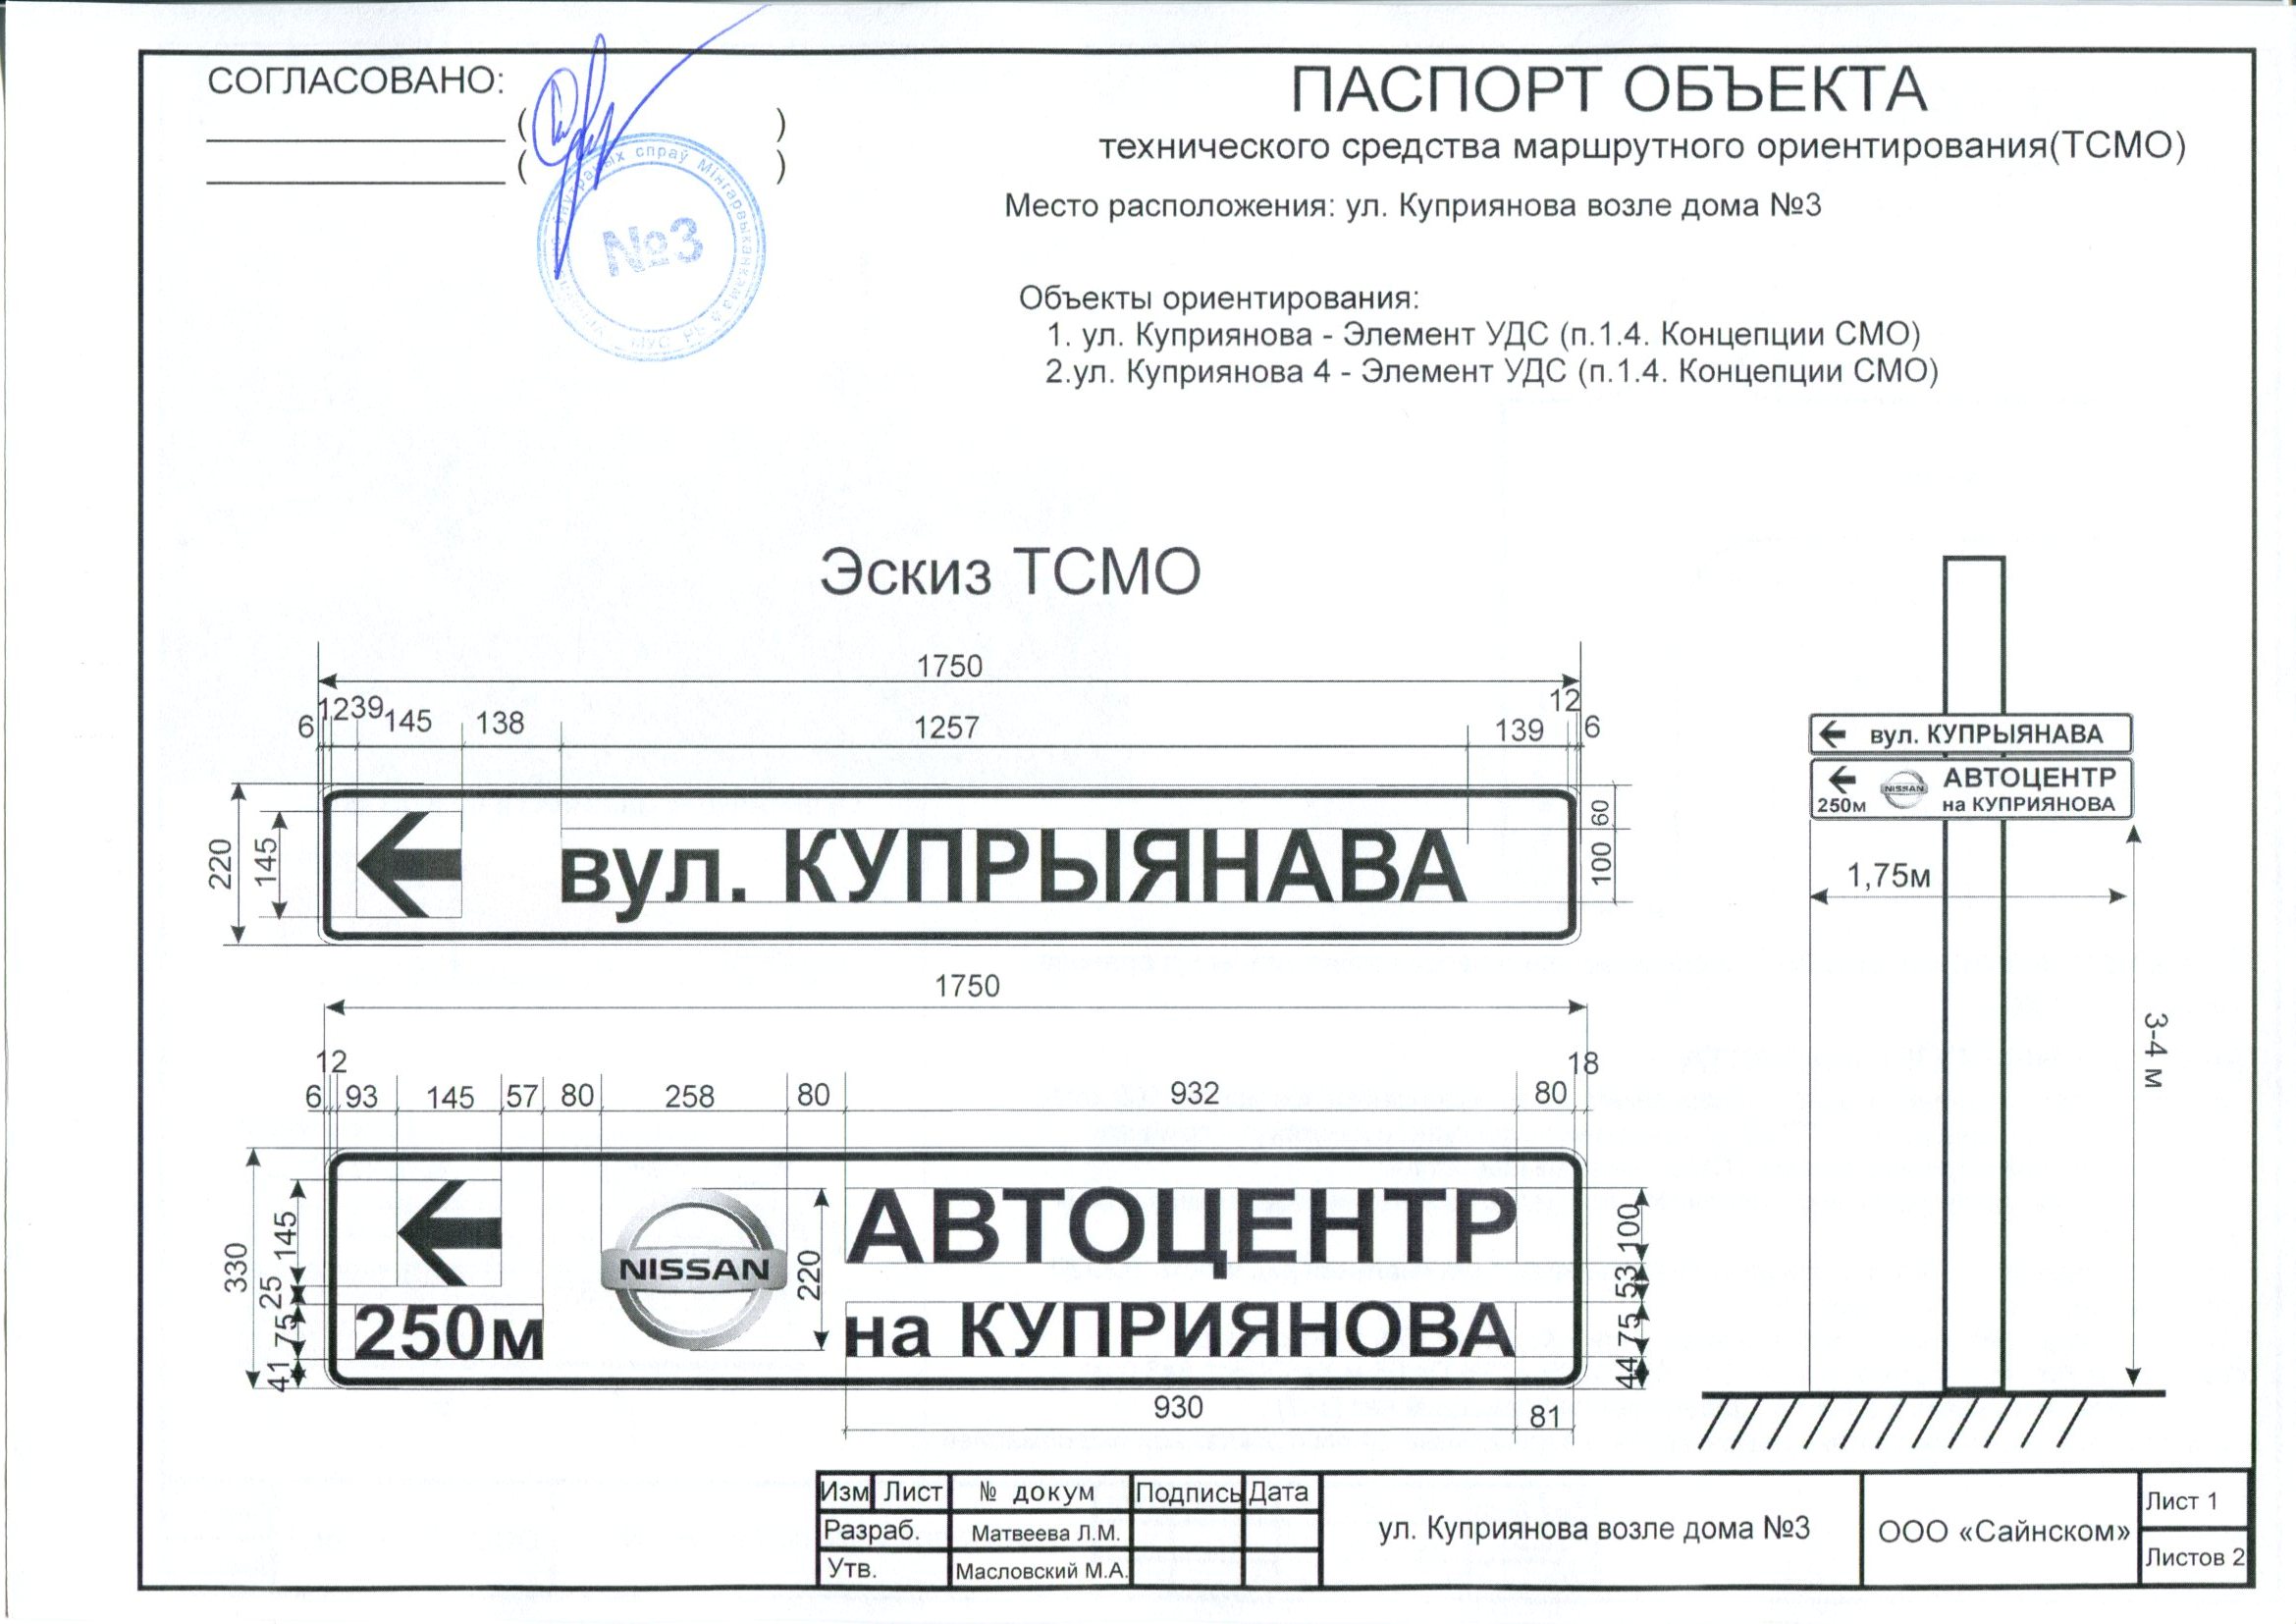 СОГЛАСОВАНО:
( )
( )
спраў Мінгарвыканкама
МУС РБ
№3
ПАСПОРТ ОБЪЕКТА
технического средства маршрутного ориентирования(ТСМО)
Место расположения: ул. Куприянова возле дома №3
Объекты ориентирования:
1. ул. Куприянова - Элемент УДС (п.1.4. Концепции СМО)
2.ул. Куприянова 4 - Элемент УДС (п.1.4. Концепции СМО)
Эскиз ТСМО
1750
6 12 39 145 138 1257 139 12 6
220 145 60 100
вул. КУПРЫЯНАВА
1750
12 18
6 93 145 57 80 258 80 932 80
330 145 25 75 41
220
100 53 75 44
NISSAN
АВТОЦЕНТР
250м
на КУПРИЯНОВА
930 81
вул. КУПРЫЯНАВА
NISSAN
АВТОЦЕНТР
250м
на КУПРИЯНОВА
1,75м
3-4 м
Изм Лист № докум Подпись Дата
Разраб. Матвеева Л.М.
Утв. Масловский М.А.
ул. Куприянова возле дома №3
ООО «Сайнском»
Лист 1
Листов 2